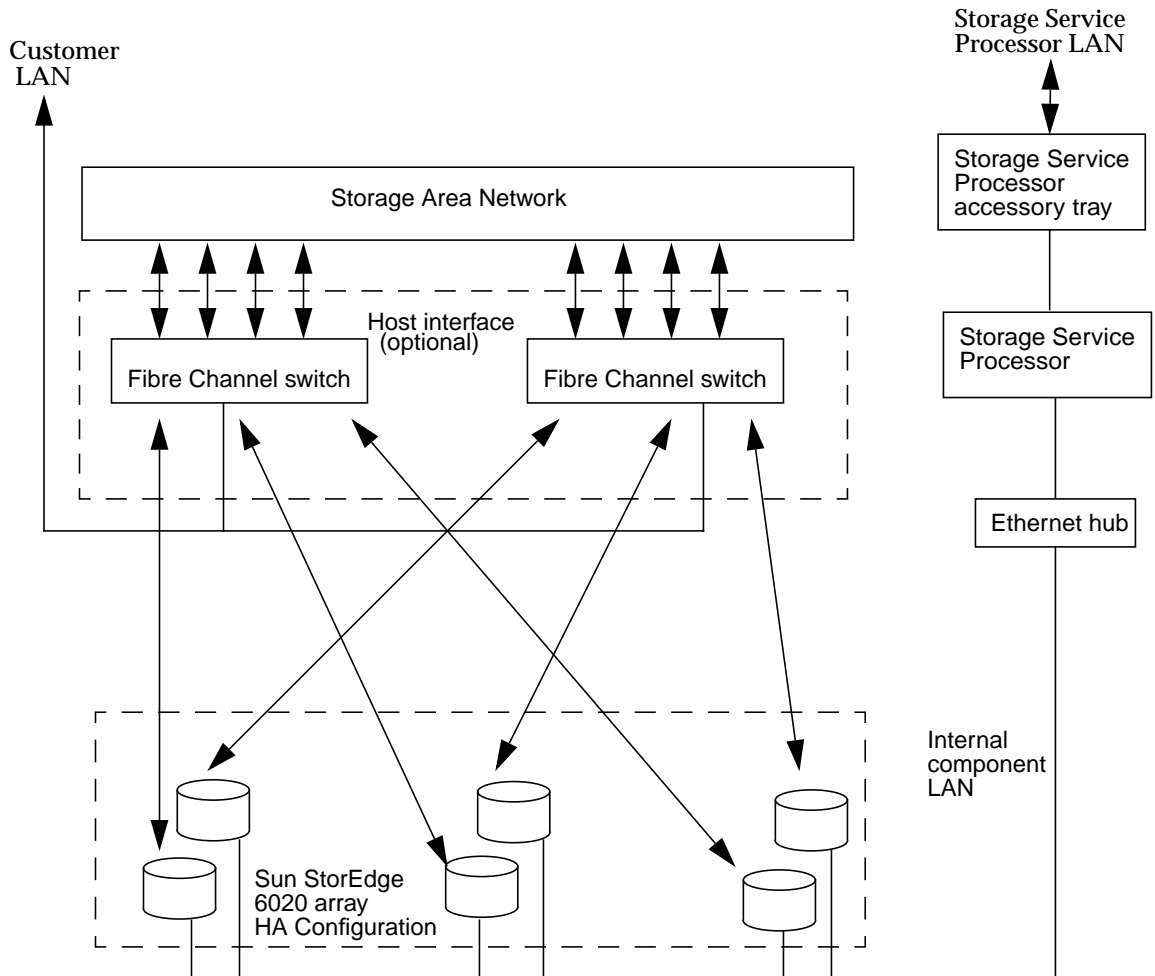 Customer
LAN
Storage Service
Processor LAN
Storage Area Network
Storage Service
Processor
accessory tray
Host interface
(optional)
Fibre Channel switch
Fibre Channel switch
Storage Service
Processor
Ethernet hub
Internal
component
LAN
Sun StorEdge
6020 array
HA Configuration